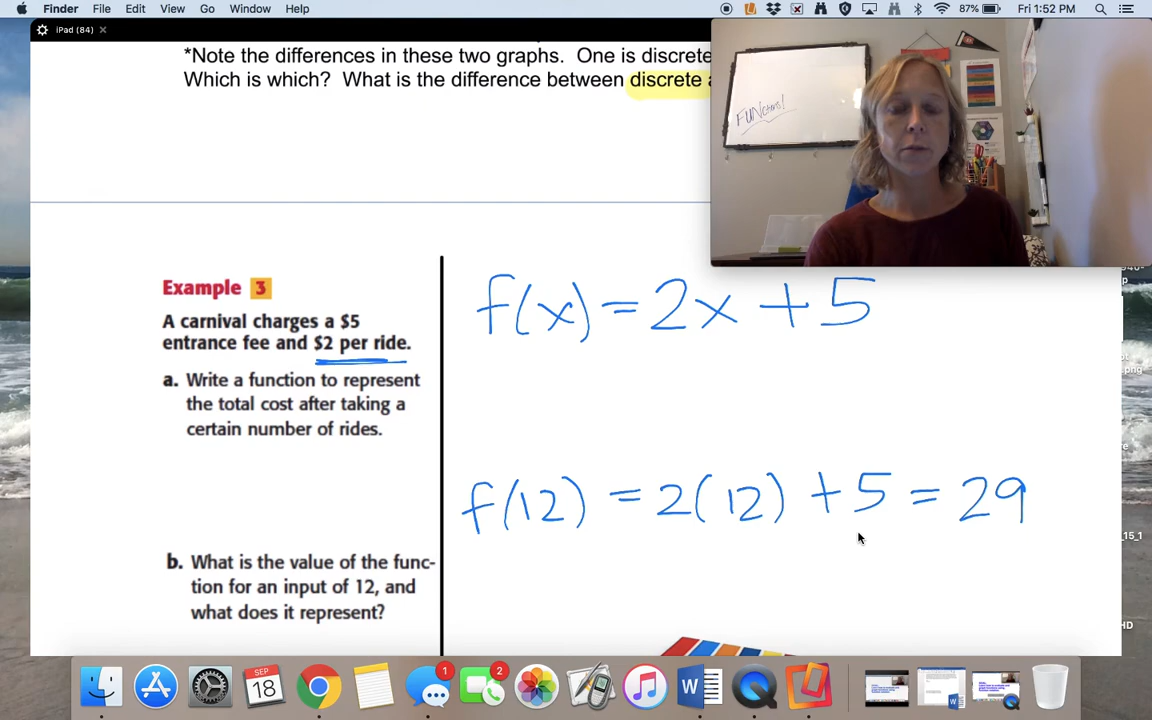 Finder File Edit View Go Window Help 87% Fri 1:52 PM
iPad (84)
*Note the differences in these two graphs. One is discrete
Which is which? What is the difference between discrete a
FUNctions!
Example 3
A carnival charges a $5
entrance fee and $2 per ride.
a. Write a function to represent
the total cost after taking a
certain number of rides.
f(x) = 2x + 5
f(12) = 2(12) + 5 = 29
b. What is the value of the func-
tion for an input of 12, and
what does it represent?
.png
_15_1
HD
SEP
18
1
2
W